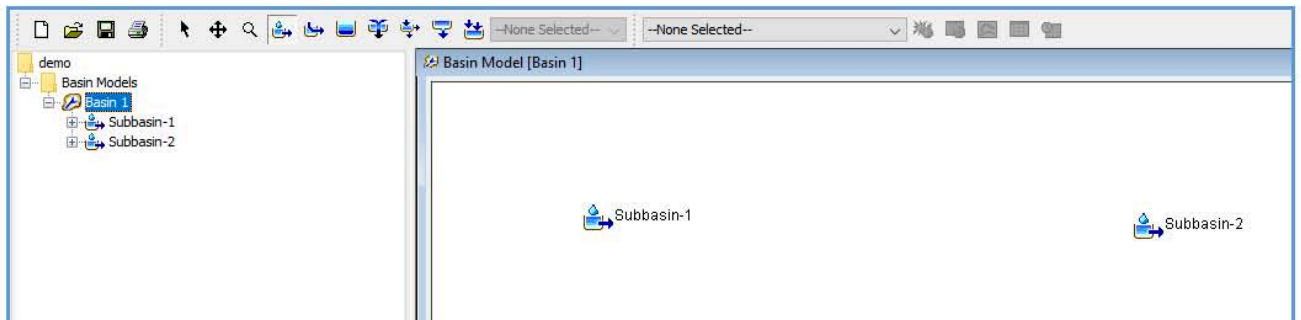 --None Selected-- --None Selected--
demo
Basin Models
Basin 1
Subbasin-1
Subbasin-2
Basin Model [Basin 1]
Subbasin-1
Subbasin-2